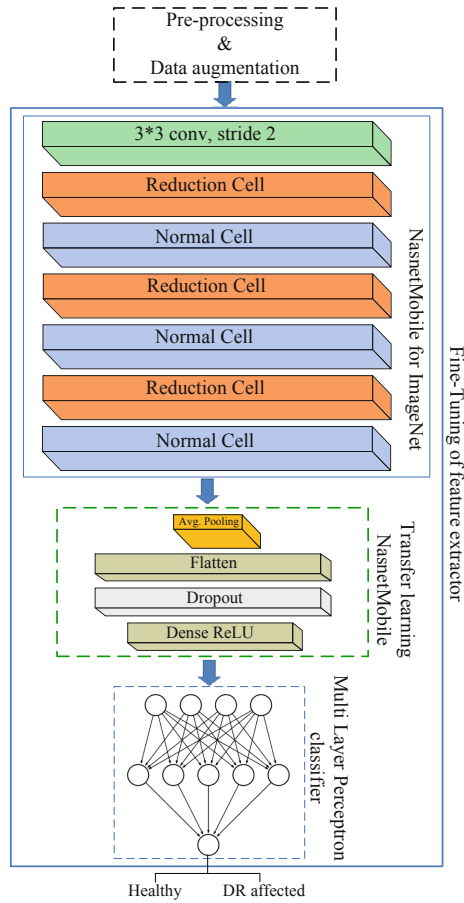 Pre-processing
&
Data augmentation
3*3 conv, stride 2
Reduction Cell
Normal Cell
Reduction Cell
Normal Cell
Reduction Cell
Normal Cell
NasnetMobile for ImageNet
Fine-Tuning of feature extractor
Avg. Pooling
Flatten
Dropout
Dense ReLU
Transfer learning
NasnetMobile
Multi Layer Perceptron
classifier
Healthy
DR affected